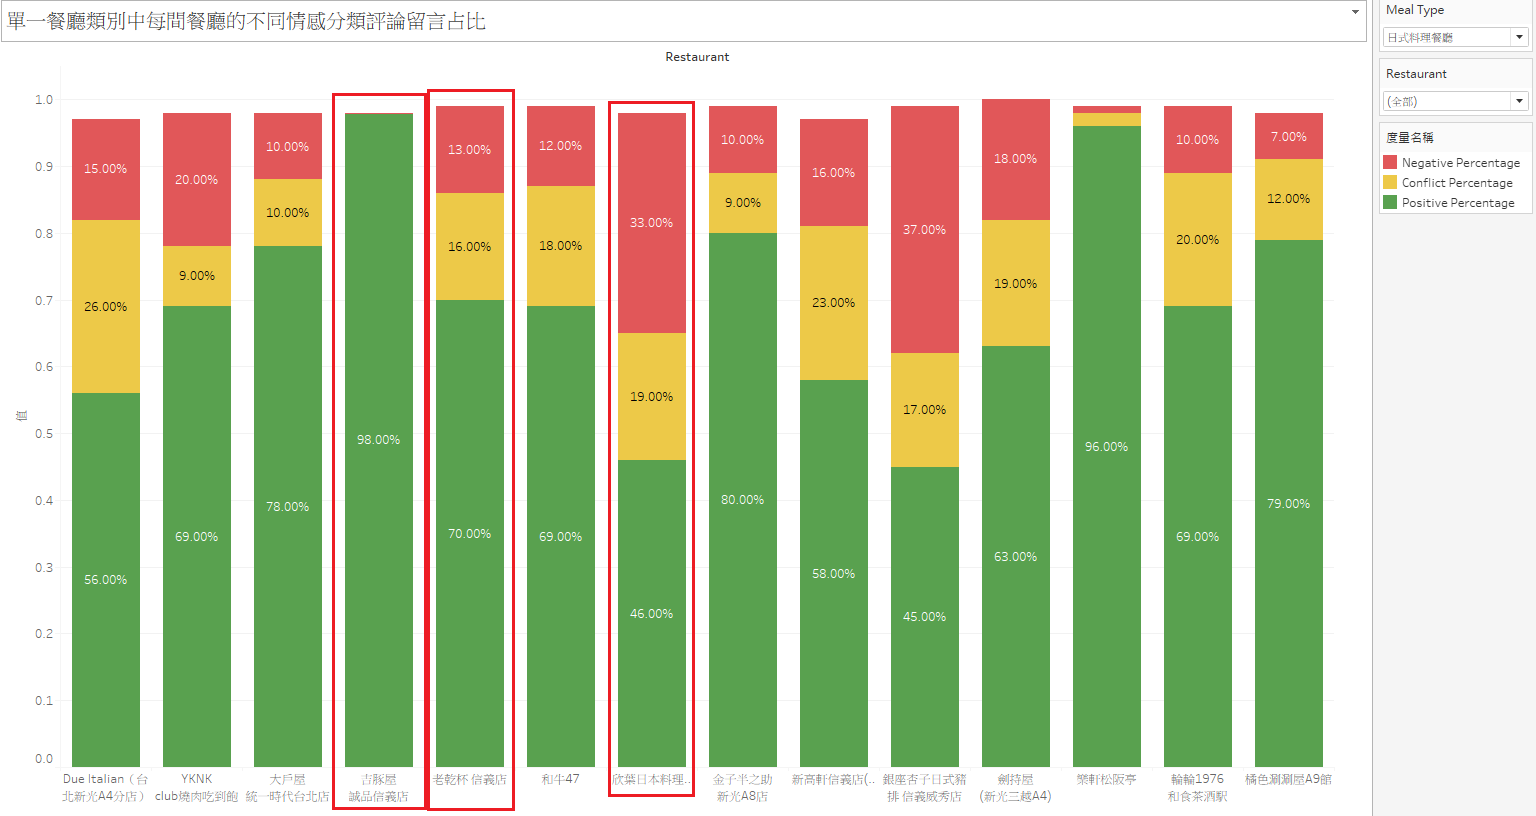 單一餐廳類別中每間餐廳的不同情感分類評論留言占比
Restaurant
1.0
0.9
0.8
0.7
0.6
0.5
0.4
0.3
0.2
0.1
0.0
值
15.00%
26.00%
56.00%
20.00%
9.00%
69.00%
10.00%
10.00%
78.00%
98.00%
13.00%
16.00%
70.00%
12.00%
18.00%
69.00%
33.00%
19.00%
46.00%
10.00%
9.00%
80.00%
16.00%
23.00%
58.00%
37.00%
17.00%
45.00%
18.00%
19.00%
63.00%
96.00%
10.00%
20.00%
69.00%
7.00%
12.00%
79.00%
Due Italian（台
北新光A4分店）
YKNK
club燒肉吃到飽
大戶屋
統一時代台北店
吉豚屋
誠品信義店
老乾杯 信義店
和牛47
欣葉日本料理..
金子半之助
新光A8店
新高軒信義店(..
銀座杏子日式豬
排 信義威秀店
劍持屋
(新光三越A4)
樂軒松阪亭
輪輪1976
和食茶酒駅
橘色涮涮屋A9館
Meal Type
日式料理餐廳
Restaurant
(全部)
度量名稱
Negative Percentage
Conflict Percentage
Positive Percentage